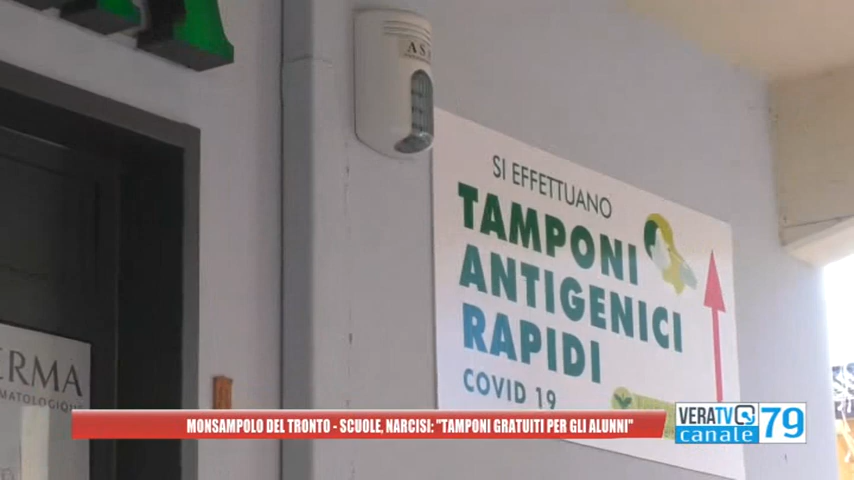 A
A.S.
SI EFFETTUANO
TAMPONI
ANTIGENICI
RAPIDI
COVID 19
ERMA
MATOLOGIQUE
MONSAMPOLO DEL TRONTO - SCUOLE, NARCISI: "TAMPONI GRATUITI PER GLI ALUNNI"
VERATV
canale 79